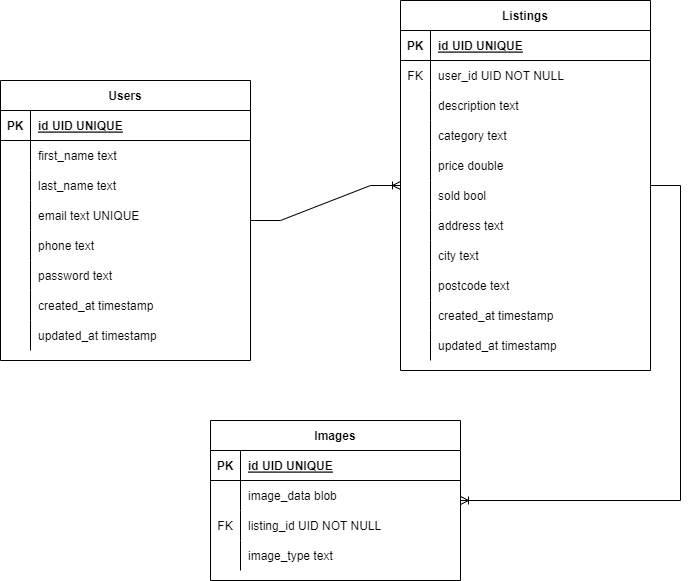 Users
PK id UID UNIQUE
first_name text
last_name text
email text UNIQUE
phone text
password text
created_at timestamp
updated_at timestamp
Listings
PK id UID UNIQUE
FK user_id UID NOT NULL
description text
category text
price double
sold bool
address text
city text
postcode text
created_at timestamp
updated_at timestamp
Images
PK id UID UNIQUE
image_data blob
FK listing_id UID NOT NULL
image_type text